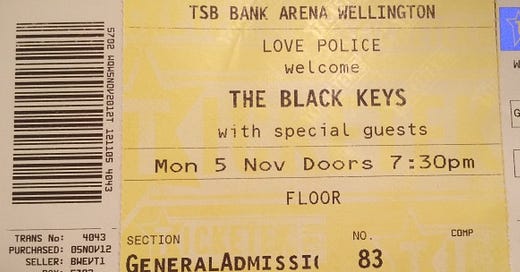 TSB BANK ARENA WELLINGTON
LOVE POLICE
welcome
THE BLACK KEYS
with special guests
Mon 5 Nov Doors 7:30pm
FLOOR
SECTION NO. COMP
GENERALADMISSI 83
TRANS No: 4043
PURCHASED: 05NOV12
SELLER: BWEVT1